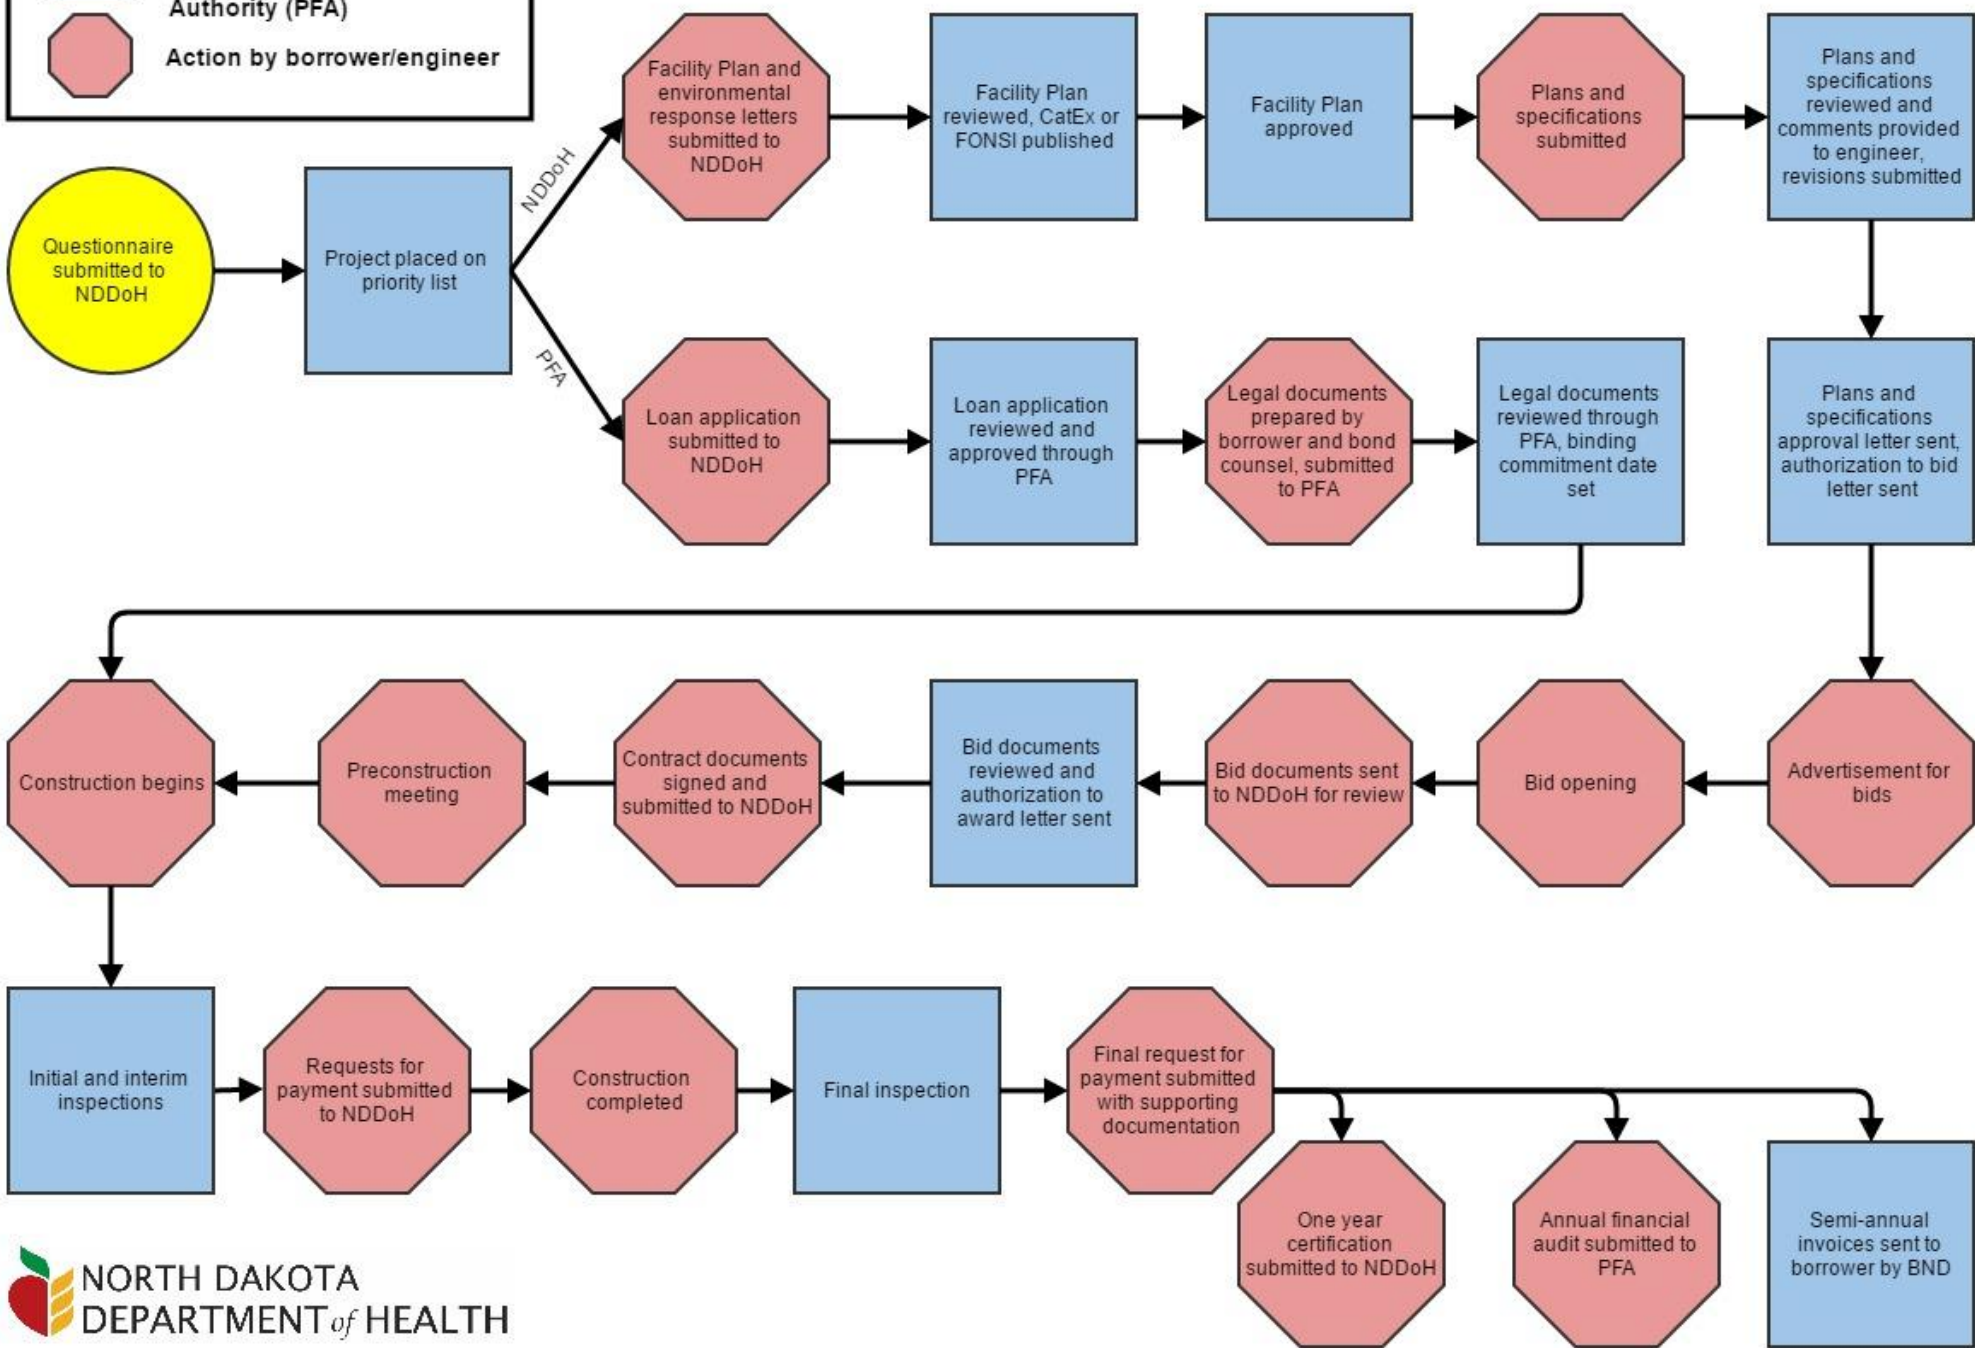 Authority (PFA)
Action by borrower/engineer
Questionnaire
submitted to
NDDoH
Project placed on
priority list
NDDoH
Facility Plan and
environmental
response letters
submitted to
NDDoH
Facility Plan
reviewed, CatEx or
FONSI published
Facility Plan
approved
Plans and
specifications
submitted
Plans and
specifications
reviewed and
comments provided
to engineer,
revisions submitted
PFA
Loan application
submitted to
NDDoH
Loan application
reviewed and
approved through
PFA
Legal documents
prepared by
borrower and bond
counsel, submitted
to PFA
Legal documents
reviewed through
PFA, binding
commitment date
set
Plans and
specifications
approval letter sent,
authorization to bid
letter sent
Advertisement for
bids
Bid opening
Bid documents sent
to NDDoH for review
Bid documents
reviewed and
authorization to
award letter sent
Contract documents
signed and
submitted to NDDoH
Preconstruction
meeting
Construction begins
Initial and interim
inspections
Requests for
payment submitted
to NDDoH
Construction
completed
Final inspection
Final request for
payment submitted
with supporting
documentation
One year
certification
submitted to NDDoH
Annual financial
audit submitted to
PFA
Semi-annual
invoices sent to
borrower by BND
NORTH DAKOTA
DEPARTMENT of HEALTH